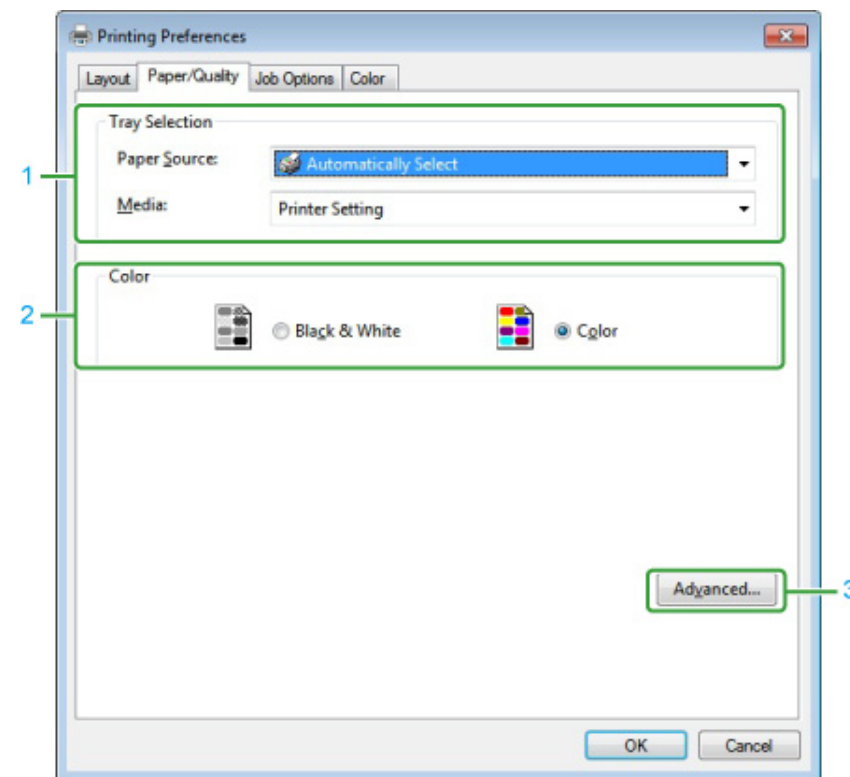 Printing Preferences
Layout Paper/Quality Job Options Color
Tray Selection
Paper Source: Automatically Select
1
Media: Printer Setting
Color
2
Black & White Color
Advanced...
3
OK Cancel